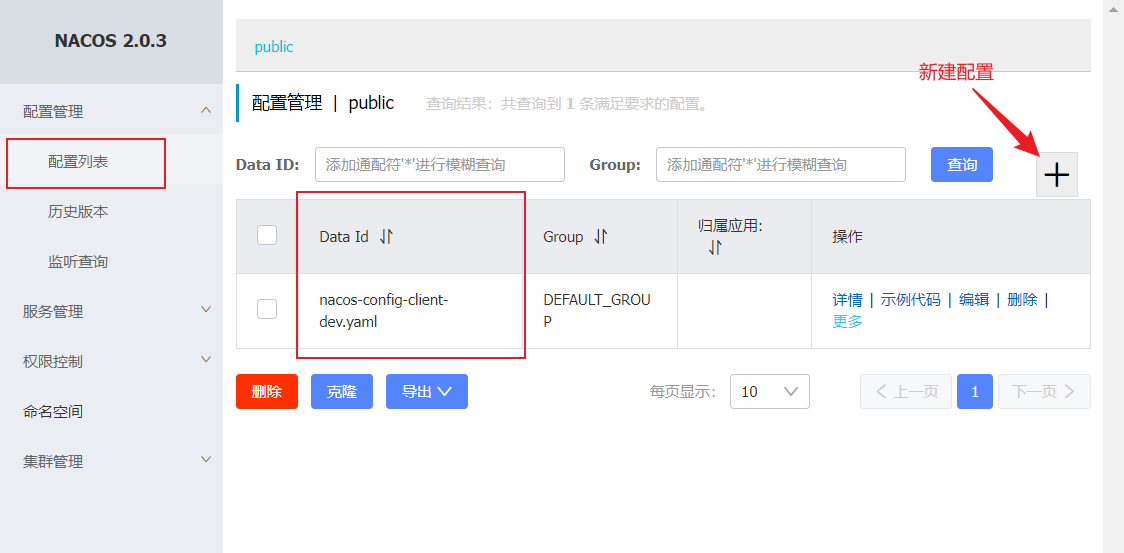 NACOS 2.0.3
配置管理
配置列表
历史版本
监听查询
服务管理
权限控制
命名空间
集群管理
public
新建配置
配置管理 | public 查询结果：共查询到 1 条满足要求的配置。
Data ID: 添加通配符'*'进行模糊查询 Group: 添加通配符'*'进行模糊查询 查询
Data Id Group 归属应用: 操作
nacos-config-client-
dev.yaml
DEFAULT_GROU
P
详情 | 示例代码 | 编辑 | 删除 |
更多
删除 克隆 导出 每页显示： 10 上一页 1 下一页